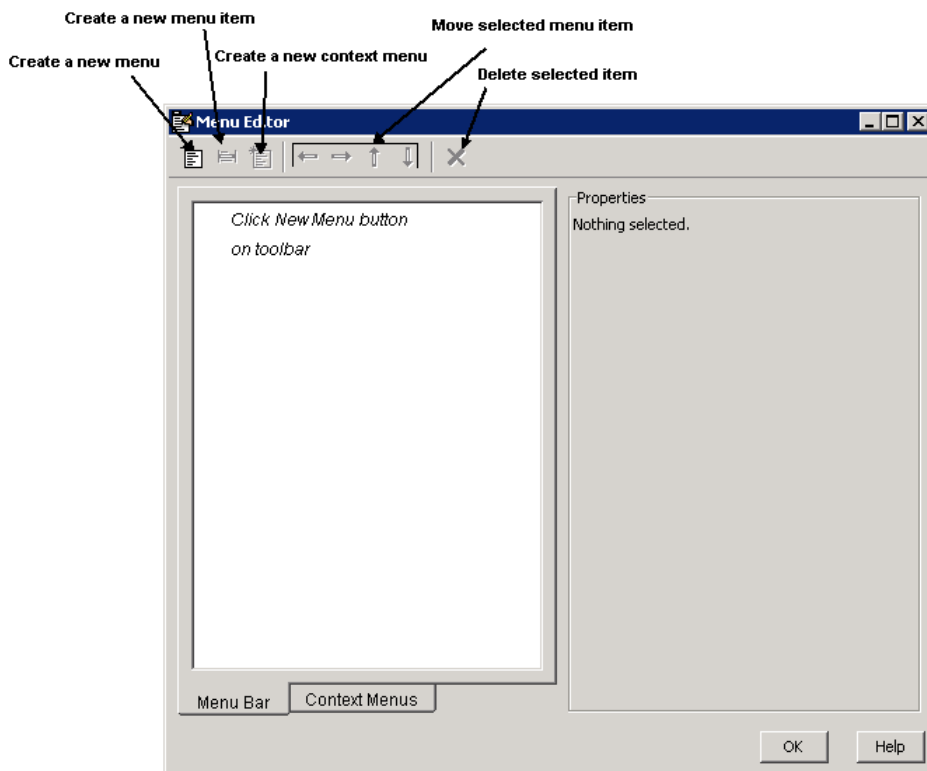 Create a new menu item
Move selected menu item
Create a new menu
Create a new context menu
Delete selected item
Menu Editor
Click New Menu button
on toolbar
Properties
Nothing selected.
Menu Bar
Context Menus
OK
Help